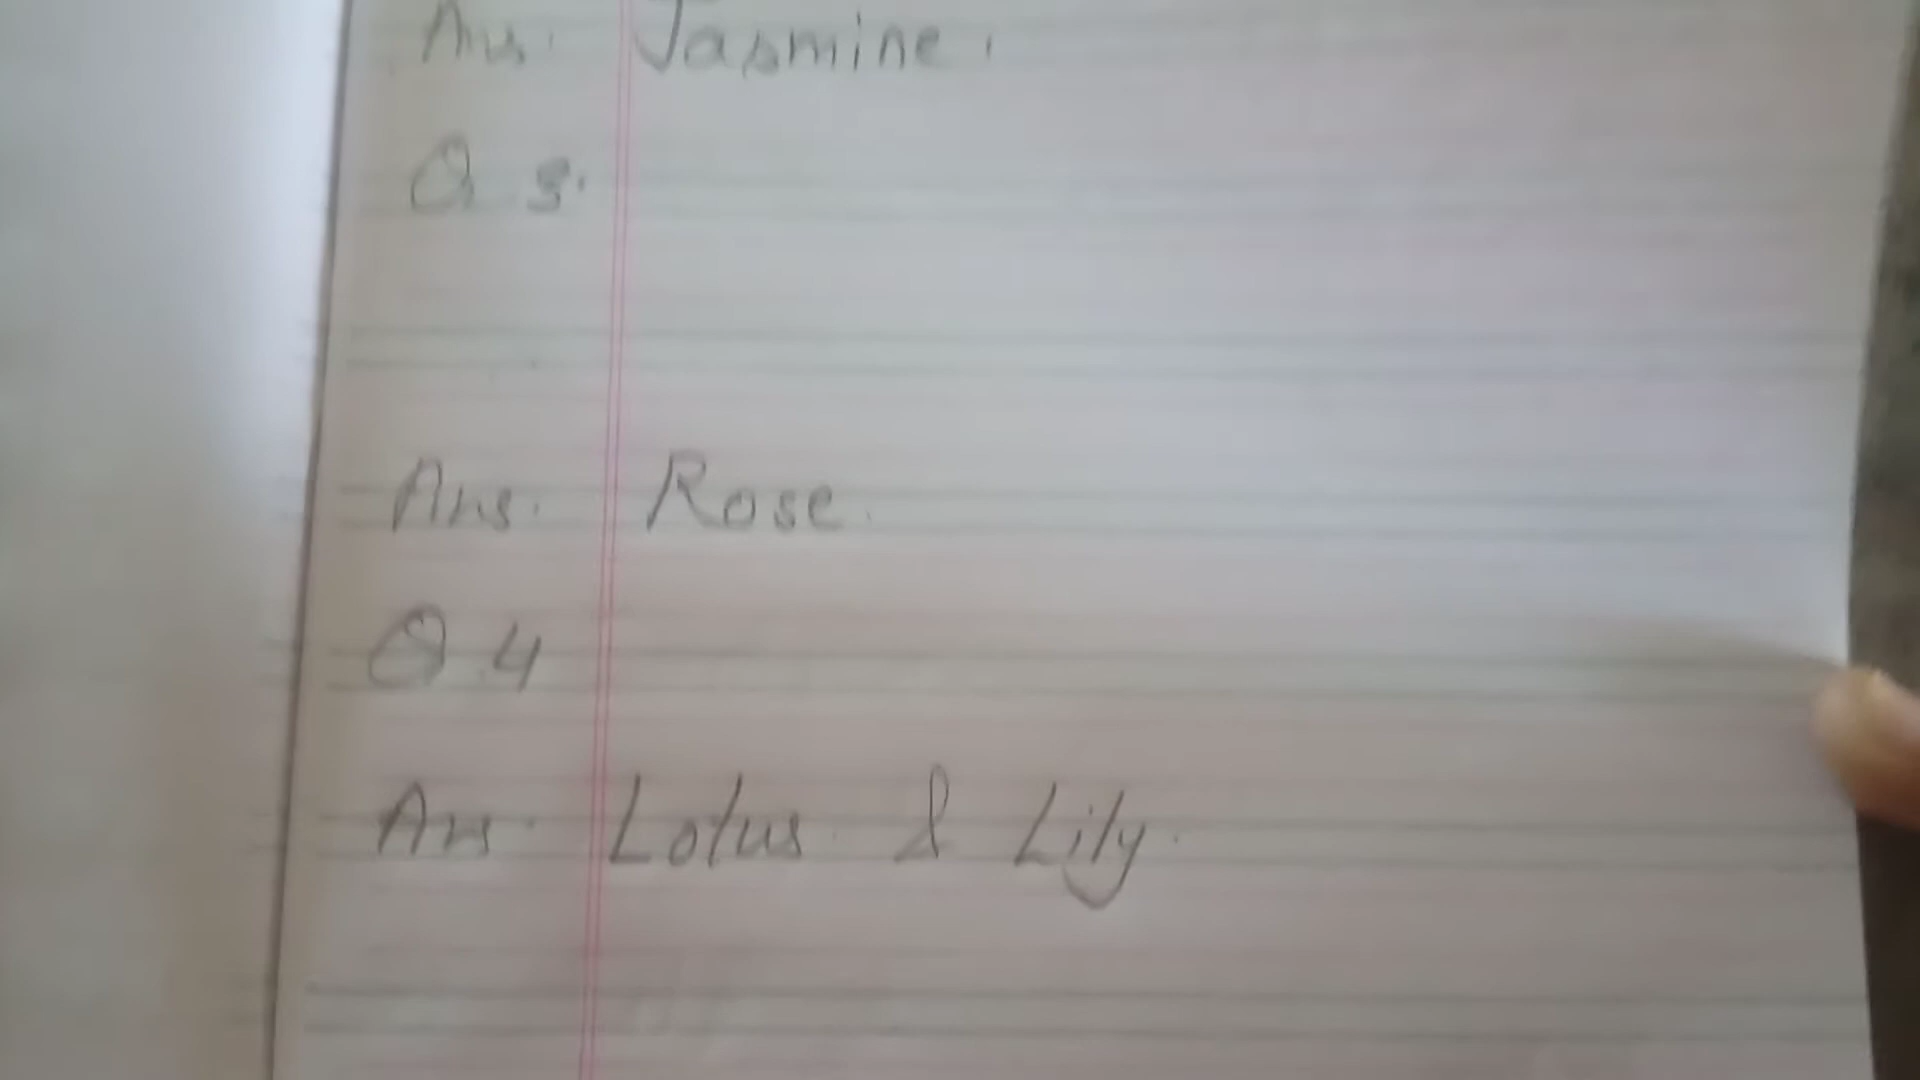 Ans. Jasmine.
Q 3.
Ans. Rose.
Q.4
Ans. Lotus & Lily.